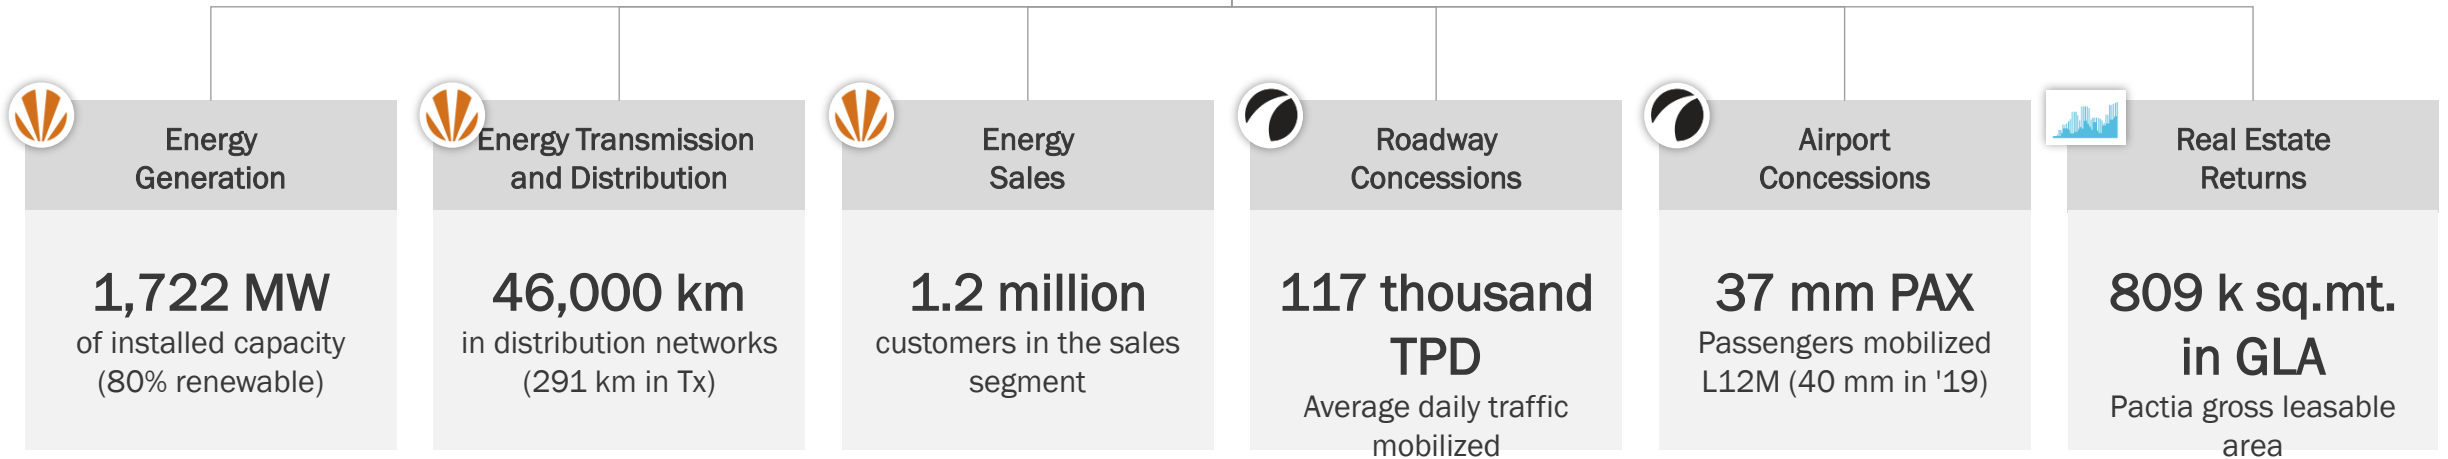 Energy
Generation
1,722 MW
of installed capacity
(80% renewable)
Energy Transmission
and Distribution
46,000 km
in distribution networks
(291 km in Tx)
Energy
Sales
1.2 million
customers in the sales
segment
Roadway
Concessions
117 thousand
TPD
Average daily traffic
mobilized
Airport
Concessions
37 mm PAX
Passengers mobilized
L12M (40 mm in '19)
Real Estate
Returns
809 k sq.mt.
in GLA
Pactia gross leasable
area